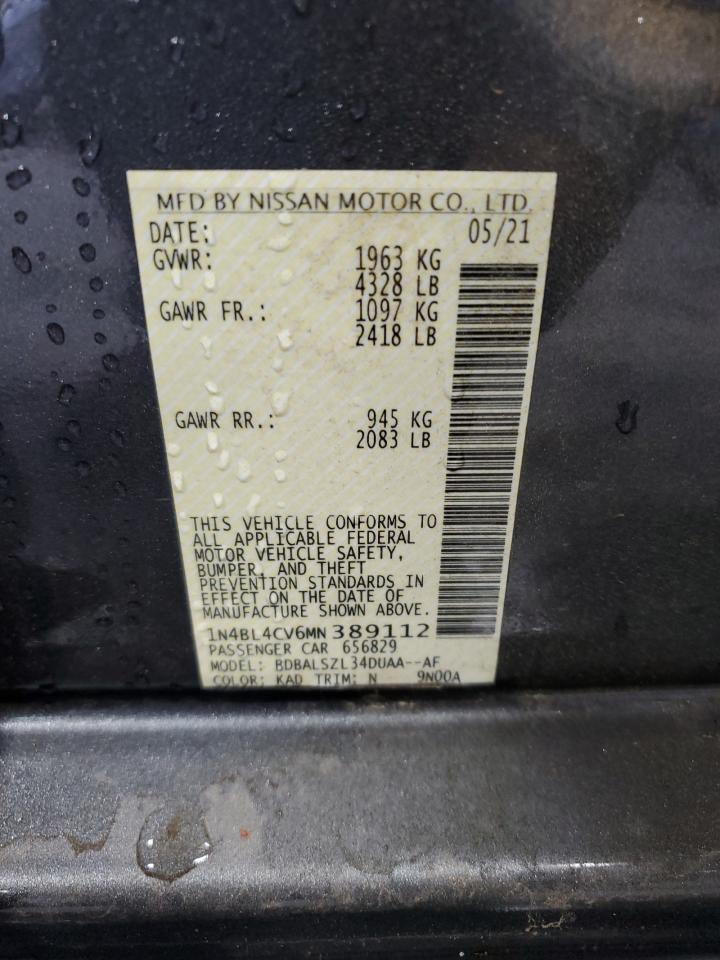 MFD BY NISSAN MOTOR CO., LTD.
DATE: 05/21
GVWR: 1963 KG
4328 LB
GAWR FR.: 1097 KG
2418 LB
GAWR RR.: 945 KG
2083 LB
THIS VEHICLE CONFORMS TO
ALL APPLICABLE FEDERAL
MOTOR VEHICLE SAFETY,
BUMPER, AND THEFT
PREVENTION STANDARDS IN
EFFECT ON THE DATE OF
MANUFACTURE SHOWN ABOVE.
1N4BL4CV6MN389112
PASSENGER CAR 656829
MODEL: BDBALSZL34DUAA--AF
COLOR: KAD TRIM: N 9N00A